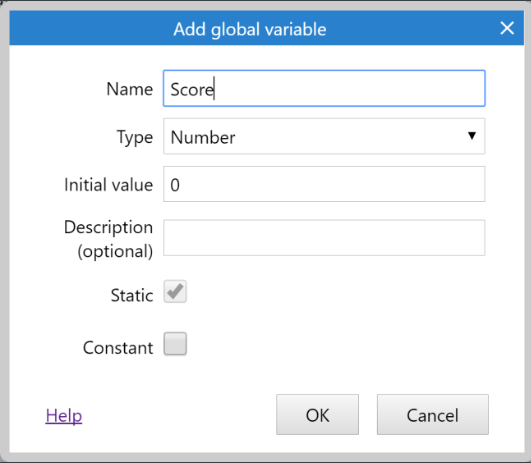 Add global variable
Name Score
Type Number
Initial value 0
Description
(optional)
Static
Constant
Help OK Cancel